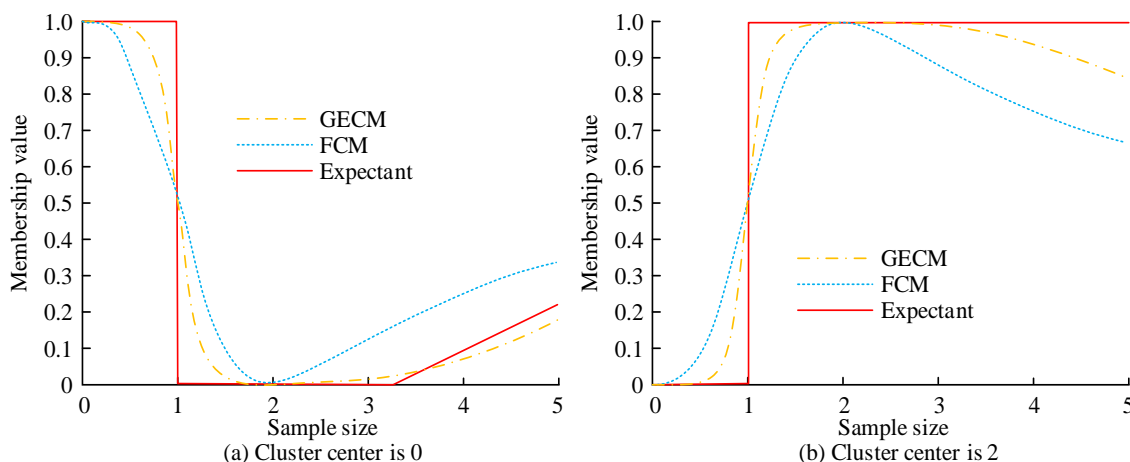 1.0
0.9
0.8
0.7
0.6
0.5
0.4
0.3
0.2
0.1
0
Membership value
GECM
FCM
Expectant
0 1 2 3 4 5
Sample size
(a) Cluster center is 0
1.0
0.9
0.8
0.7
0.6
0.5
0.4
0.3
0.2
0.1
0
Membership value
GECM
FCM
Expectant
0 1 2 3 4 5
Sample size
(b) Cluster center is 2